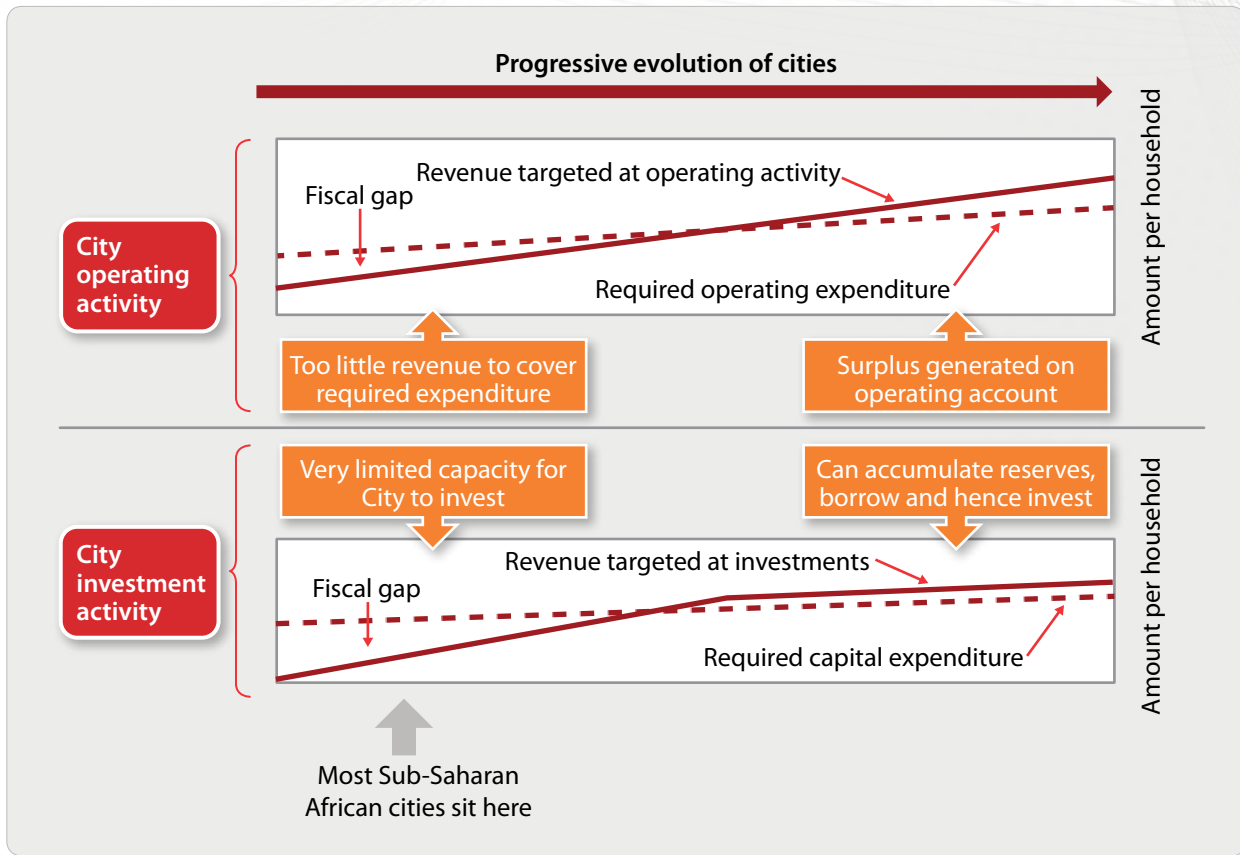 Progressive evolution of cities
Amount per household
Revenue targeted at operating activity
Fiscal gap
City
operating
activity
Required operating expenditure
Too little revenue to cover
required expenditure
Surplus generated on
operating account
Very limited capacity for
City to invest
Can accumulate reserves,
borrow and hence invest
Amount per household
City
investment
activity
Revenue targeted at investments
Fiscal gap
Required capital expenditure
Most Sub-Saharan
African cities sit here